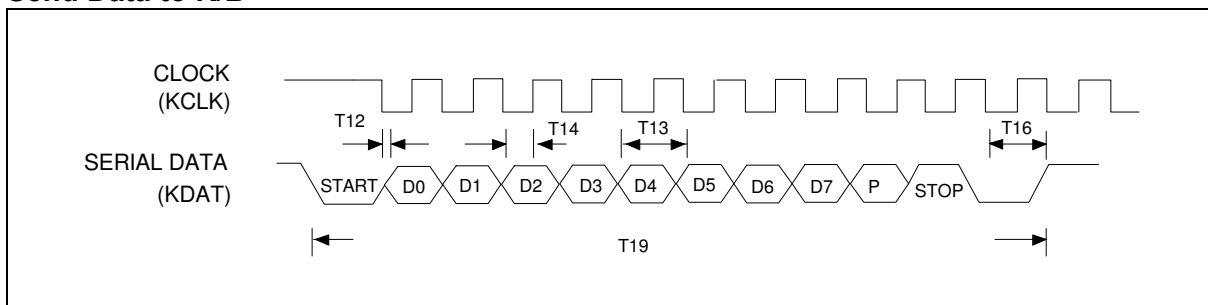 Send Data to K/B
CLOCK
(KCLK)
T12
T14
T13
T16
SERIAL DATA
(KDAT)
START
D0
D1
D2
D3
D4
D5
D6
D7
P
STOP
T19